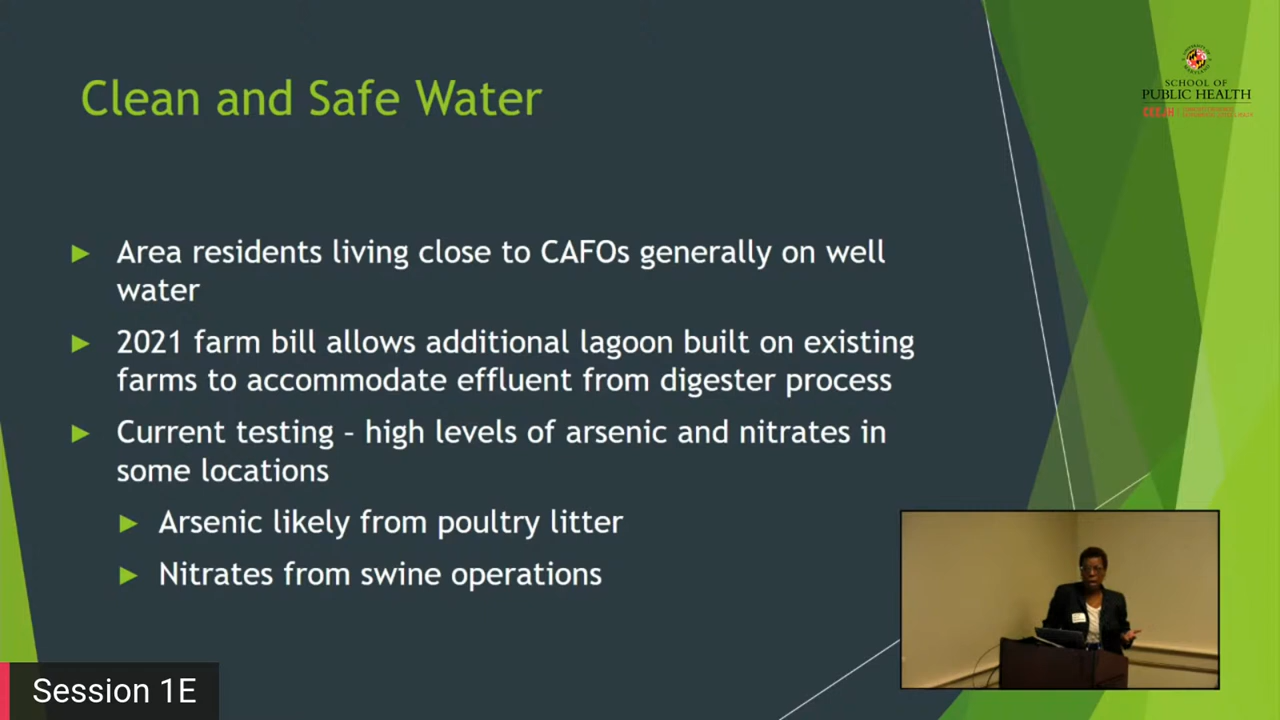 Clean and Safe Water
SCHOOL OF
PUBLIC HEALTH
CEEJH
Area residents living close to CAFOs generally on well
water
2021 farm bill allows additional lagoon built on existing
farms to accommodate effluent from digester process
Current testing – high levels of arsenic and nitrates in
some locations
Arsenic likely from poultry litter
Nitrates from swine operations
Session 1E